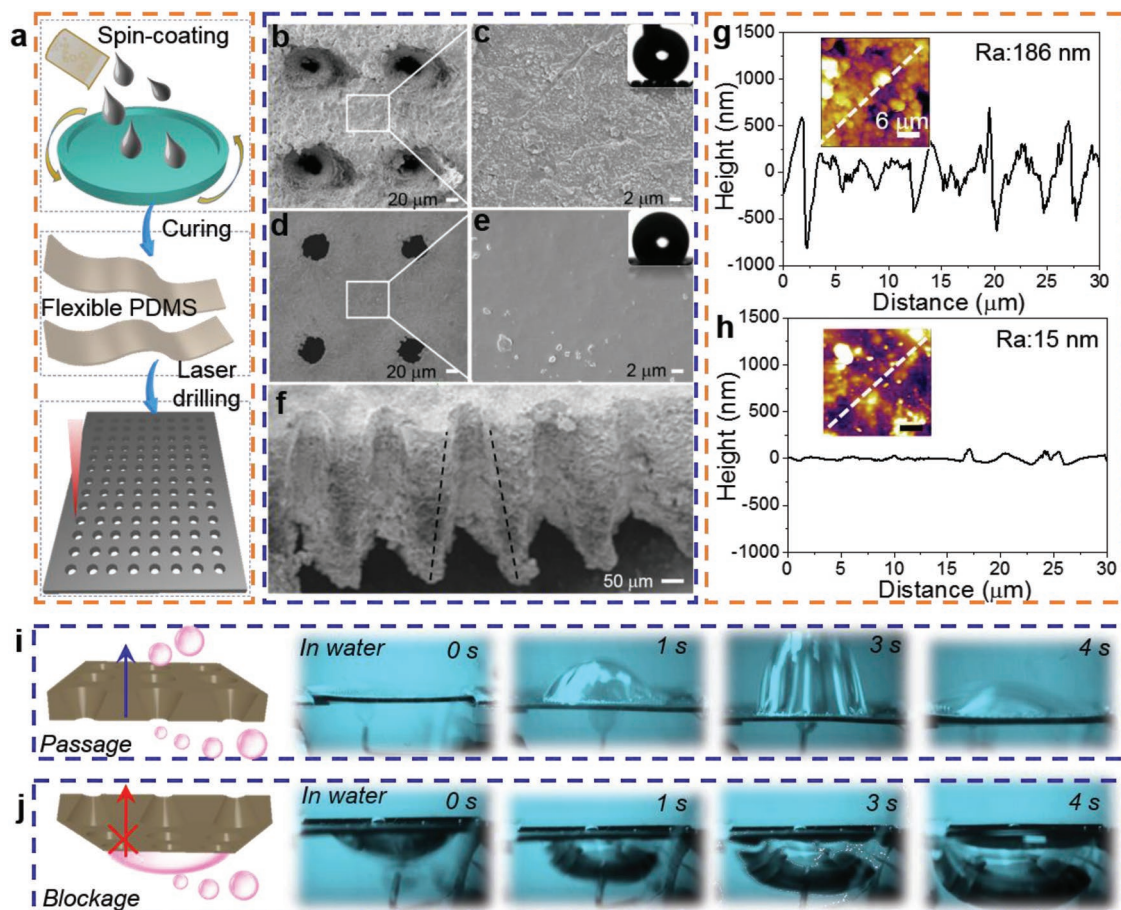 a
Spin-coating
Curing
Flexible PDMS
Laser
drilling
b
20 μm
c
2 μm
d
20 μm
e
2 μm
f
50 μm
g
1500
1000
500
0
-500
-1000
Height (nm)
Ra:186 nm
6 μm
0 5 10 15 20 25 30
Distance (μm)
h
1500
1000
500
0
-500
-1000
Height (nm)
Ra:15 nm
0 5 10 15 20 25 30
Distance (μm)
i
Passage
In water
0 s
1 s
3 s
4 s
j
Blockage
In water
0 s
1 s
3 s
4 s